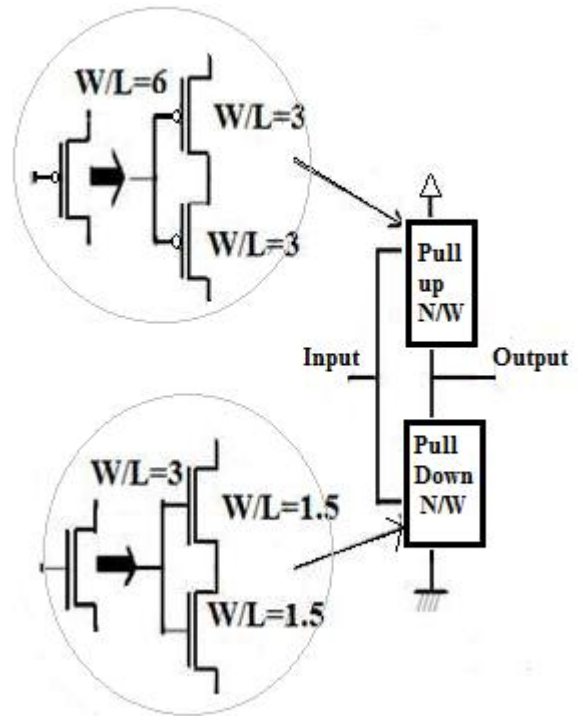 W/L=6
W/L=3
W/L=3
Pull
up
N/W
Input
Output
Pull
Down
N/W
W/L=3
W/L=1.5
W/L=1.5